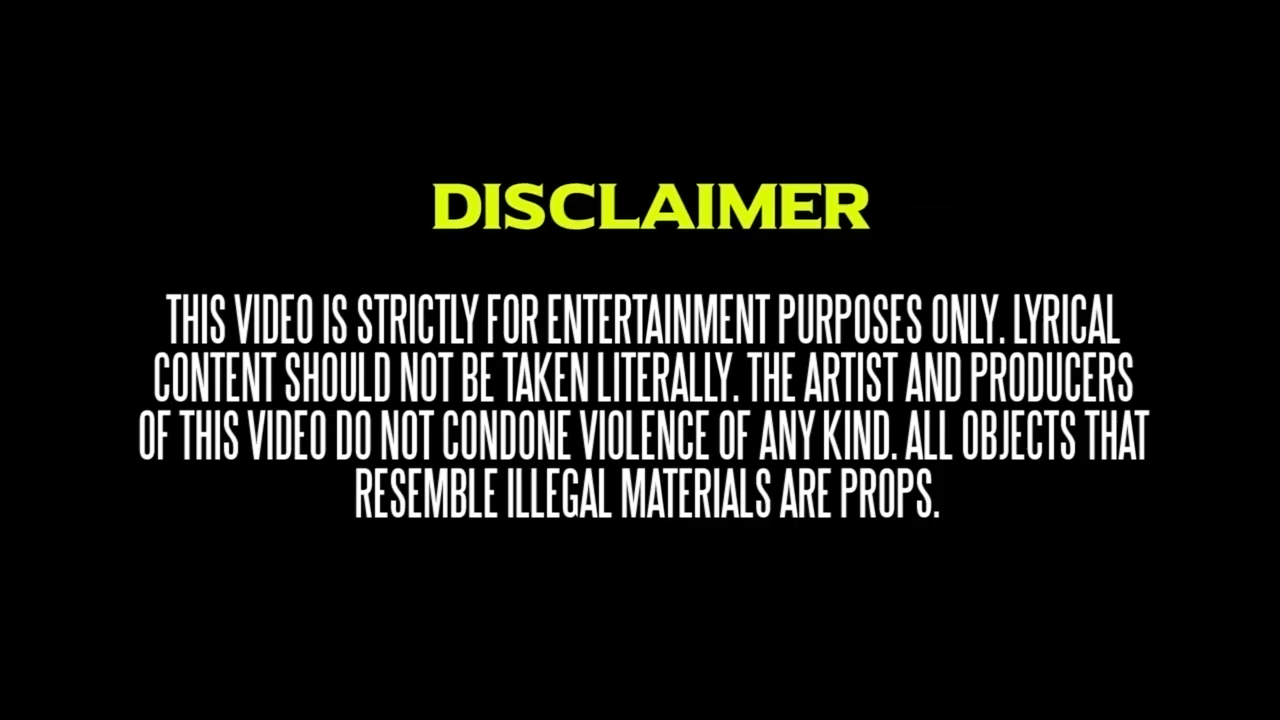 DISCLAIMER
THIS VIDEO IS STRICTLY FOR ENTERTAINMENT PURPOSES ONLY. LYRICAL
CONTENT SHOULD NOT BE TAKEN LITERALLY. THE ARTIST AND PRODUCERS
OF THIS VIDEO DO NOT CONDONE VIOLENCE OF ANY KIND. ALL OBJECTS THAT
RESEMBLE ILLEGAL MATERIALS ARE PROPS.